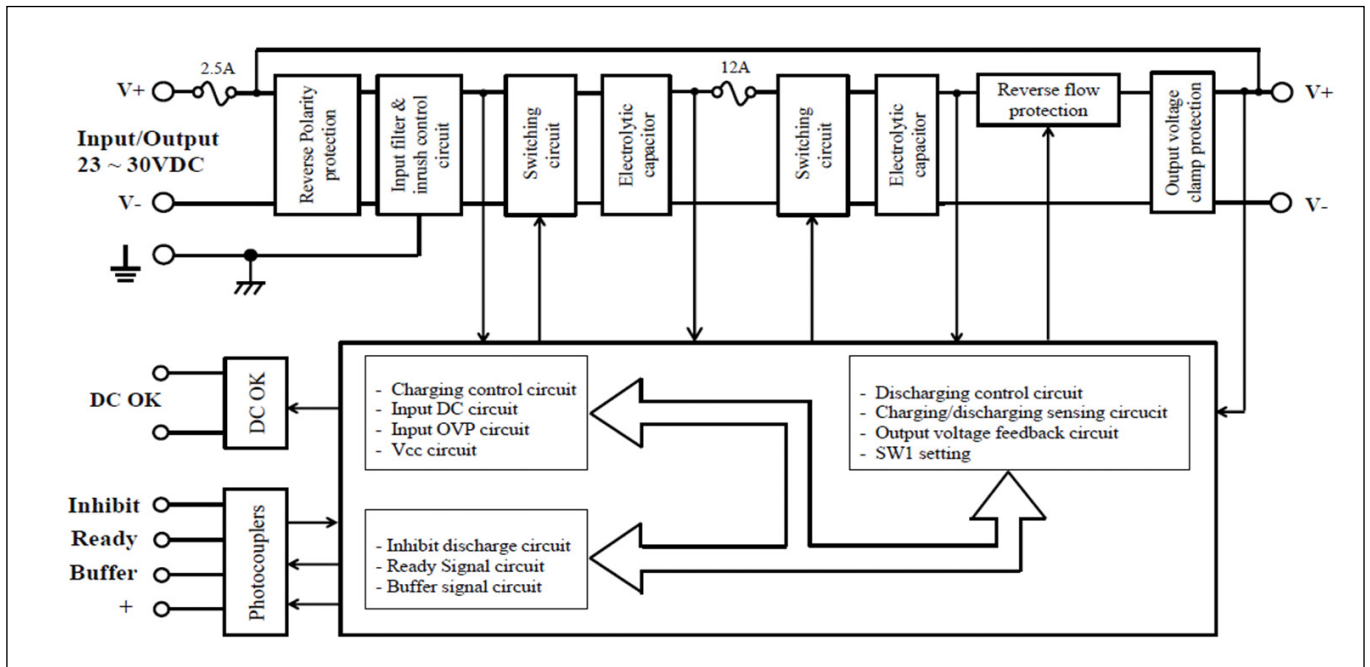 2.5A
12A
V+
Input/Output
23 ~ 30VDC
V-
Reverse Polarity
protection
Input filter &
inrush control
circuit
Switching
circuit
Electrolytic
capacitor
Switching
circuit
Electrolytic
capacitor
Reverse flow
protection
Output voltage
clamp protection
V+
V-
DC OK
DC OK
- Charging control circuit
- Input DC circuit
- Input OVP circuit
- Vcc circuit
- Discharging control circuit
- Charging/discharging sensing circucit
- Output voltage feedback circuit
- SW1 setting
Inhibit
Ready
Buffer
+
Photocouplers
- Inhibit discharge circuit
- Ready Signal circuit
- Buffer signal circuit